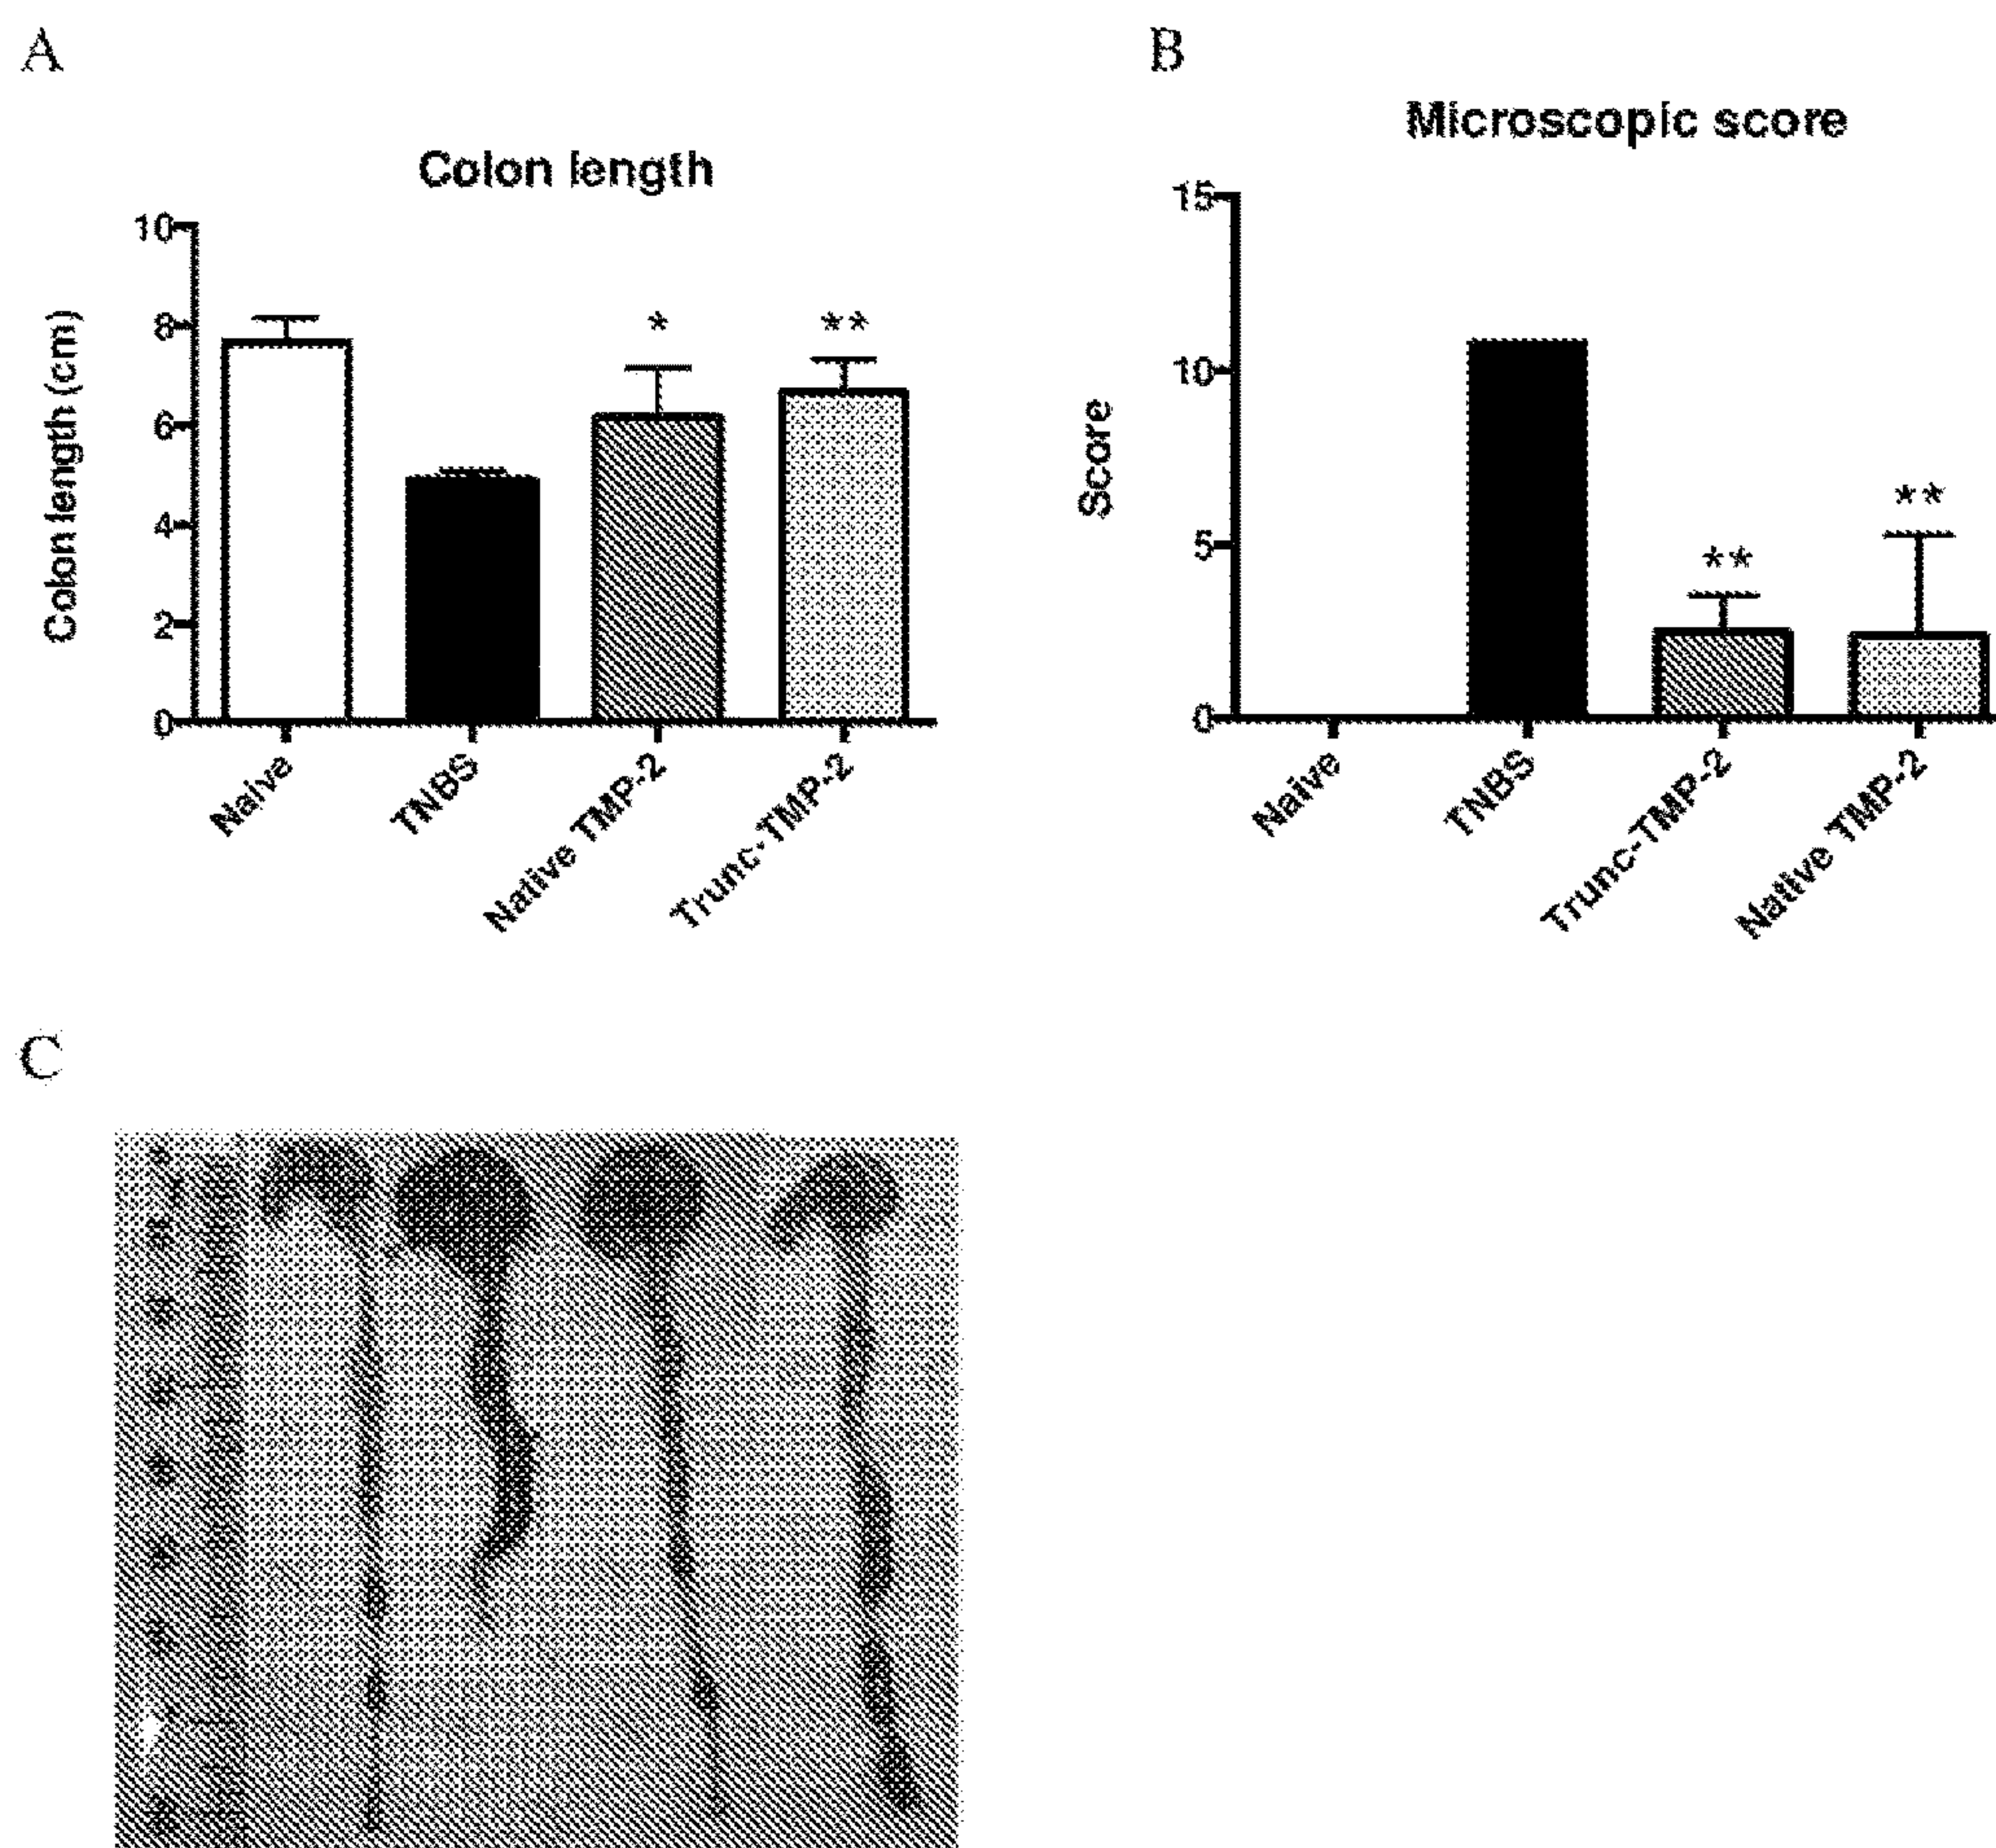 A
Colon length
Colon length (cm)
10
8
6
4
2
0
*
**
Naive
TNBS
Native TMP-2
Trunc-TMP-2
B
Microscopic score
Score
15
10
5
0
**
**
Naive
TNBS
Trunc-TMP-2
Native TMP-2
C